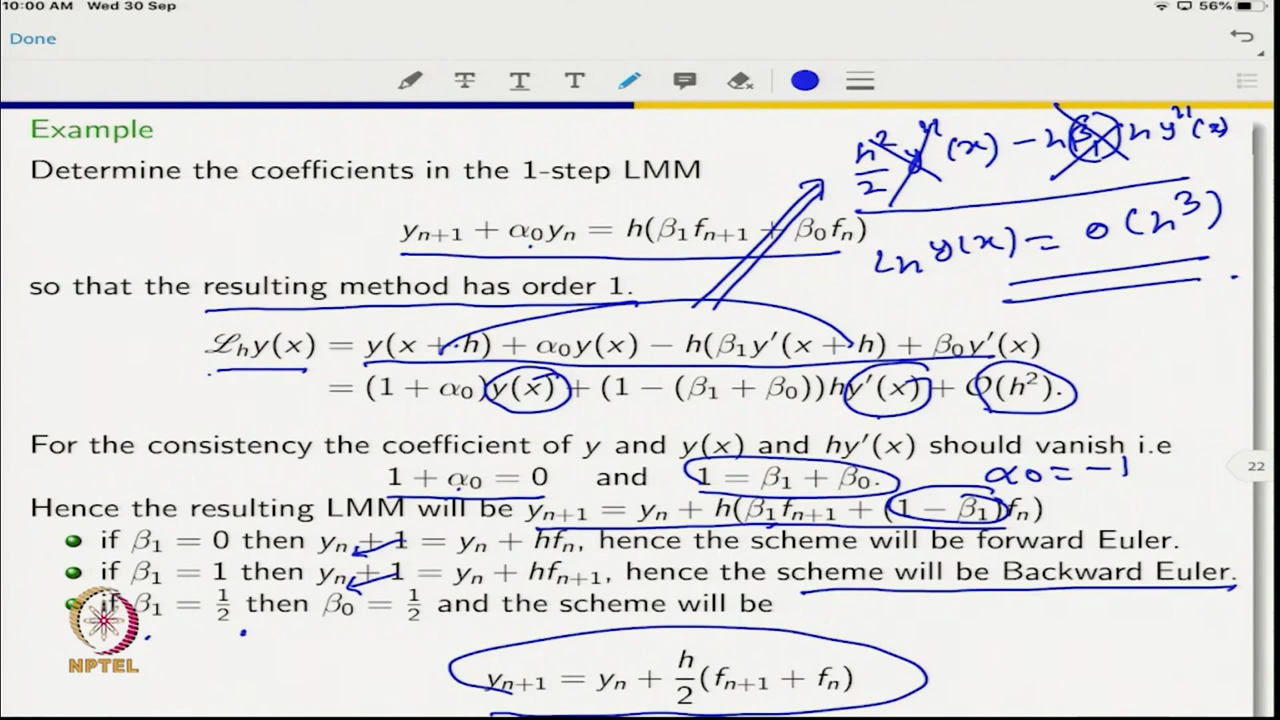 10:00 AM Wed 30 Sep
56%
Done
Example
Determine the coefficients in the 1-step LMM
y_{n+1} + α_0 y_n = h(β_1 f_{n+1} + β_0 f_n)
h^2/2 y''(x) − h β_1 h y''(x)
L_h y(x) = O(h^3)
so that the resulting method has order 1.
ℒ_h y(x) = y(x + h) + α_0 y(x) − h(β_1 y′(x + h) + β_0 y′(x)
= (1 + α_0)y(x) + (1 − (β_1 + β_0))hy′(x) + O(h^2).
For the consistency the coefficient of y and y(x) and hy′(x) should vanish i.e
1 + α_0 = 0 and 1 = β_1 + β_0.
α_0 = −1
22
Hence the resulting LMM will be y_{n+1} = y_n + h(β_1 f_{n+1} + (1 − β_1)f_n)
if β_1 = 0 then y_n + 1 = y_n + hf_n, hence the scheme will be forward Euler.
if β_1 = 1 then y_n + 1 = y_n + hf_{n+1}, hence the scheme will be Backward Euler.
if β_1 = 1/2 then β_0 = 1/2 and the scheme will be
NPTEL
y_{n+1} = y_n + h/2 (f_{n+1} + f_n)